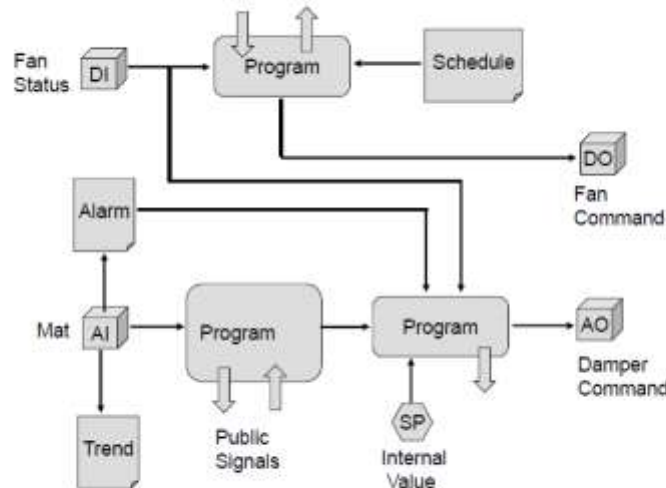 Fan
Status
DI
Program
Schedule
DO
Fan
Command
Alarm
Mat
AI
Program
Program
AO
Damper
Command
Trend
Public
Signals
SP
Internal
Value